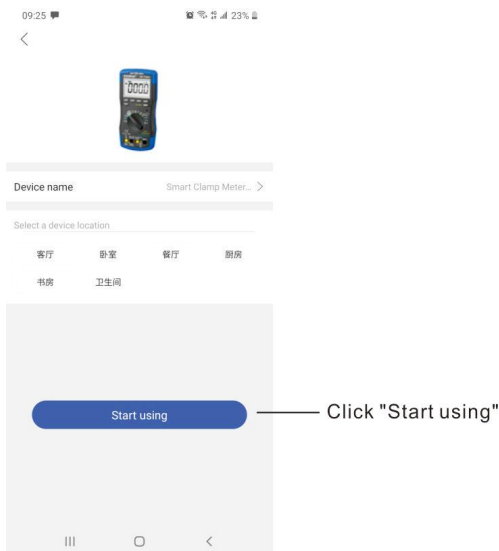 09:25 23%
0000
Device name Smart Clamp Meter... >
Select a device location
客厅 卧室 餐厅 厨房
书房 卫生间
Start using
Click "Start using"